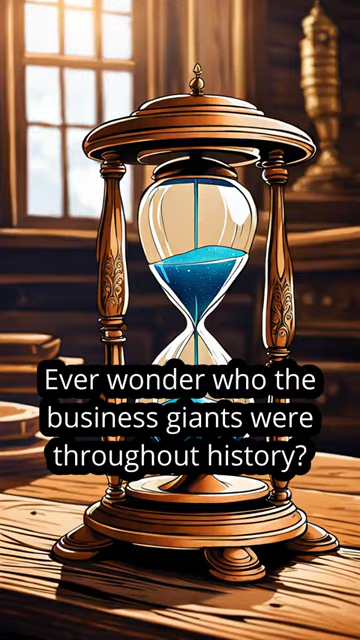 Ever wonder who the
business giants were
throughout history?